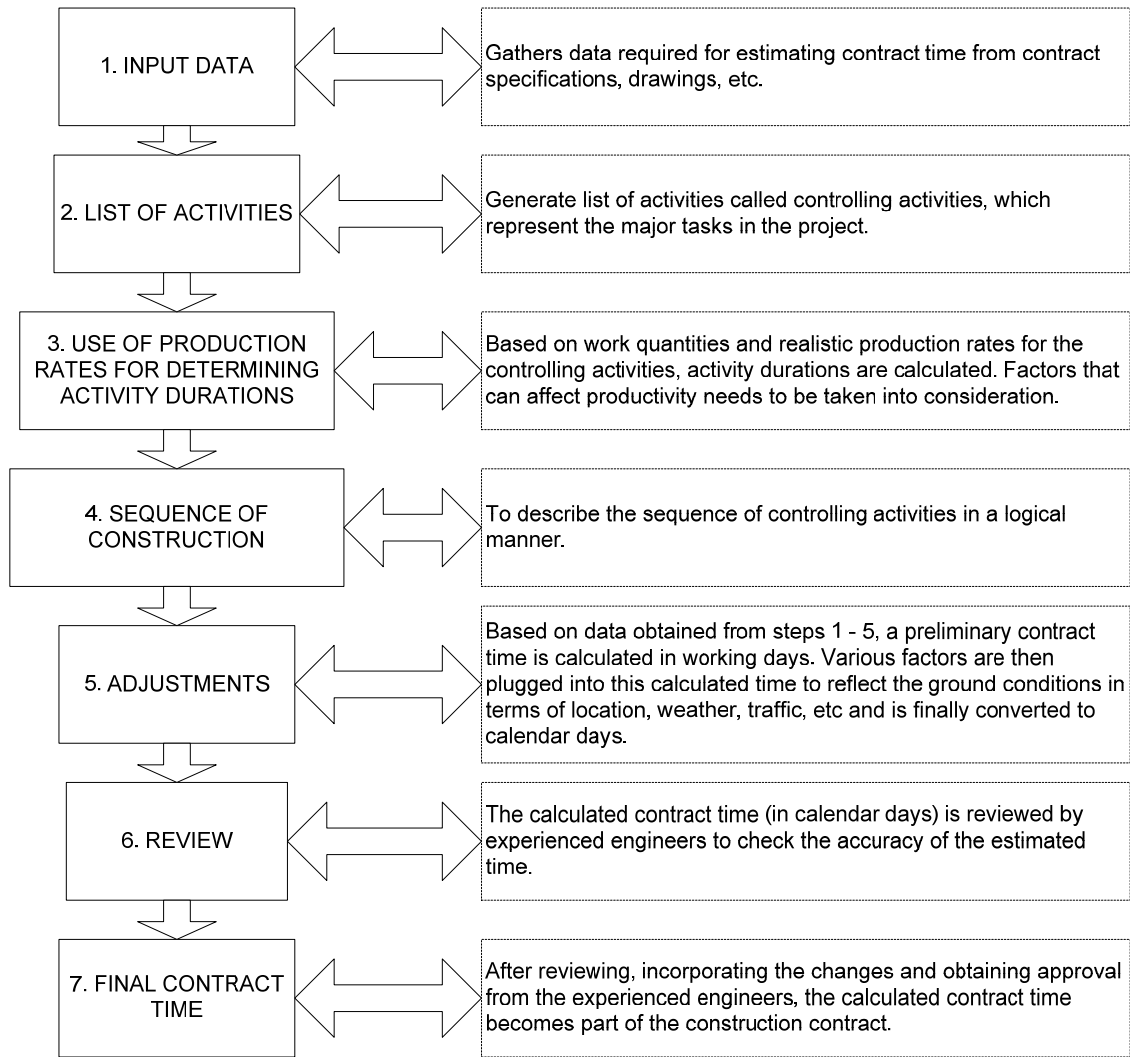 1. INPUT DATA
Gathers data required for estimating contract time from contract
specifications, drawings, etc.
2. LIST OF ACTIVITIES
Generate list of activities called controlling activities, which
represent the major tasks in the project.
3. USE OF PRODUCTION
RATES FOR DETERMINING
ACTIVITY DURATIONS
Based on work quantities and realistic production rates for the
controlling activities, activity durations are calculated. Factors that
can affect productivity needs to be taken into consideration.
4. SEQUENCE OF
CONSTRUCTION
To describe the sequence of controlling activities in a logical
manner.
5. ADJUSTMENTS
Based on data obtained from steps 1 - 5, a preliminary contract
time is calculated in working days. Various factors are then
plugged into this calculated time to reflect the ground conditions in
terms of location, weather, traffic, etc and is finally converted to
calendar days.
6. REVIEW
The calculated contract time (in calendar days) is reviewed by
experienced engineers to check the accuracy of the estimated
time.
7. FINAL CONTRACT
TIME
After reviewing, incorporating the changes and obtaining approval
from the experienced engineers, the calculated contract time
becomes part of the construction contract.